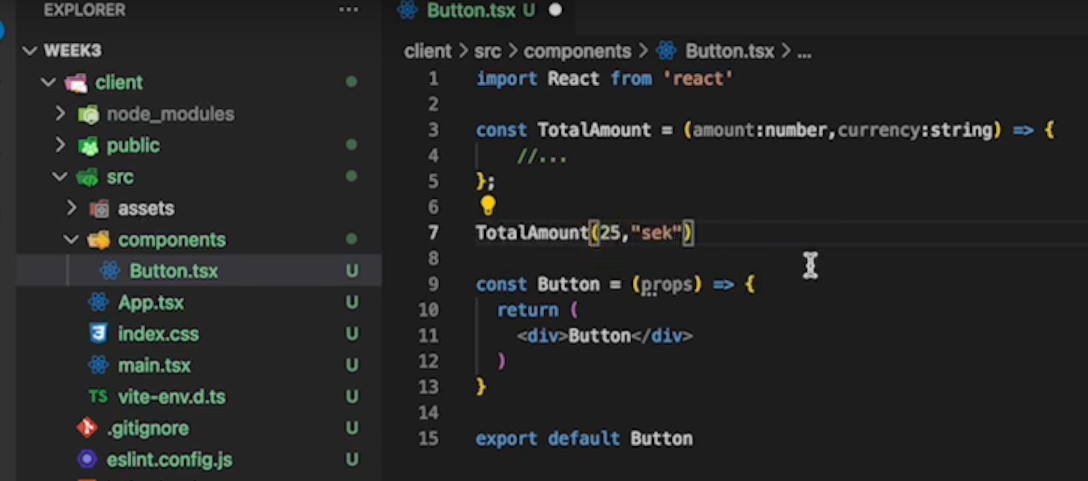 EXPLORER ...
WEEK3
client
node_modules
public
src
assets
components
Button.tsx U
App.tsx U
index.css U
main.tsx U
TS vite-env.d.ts U
.gitignore U
eslint.config.js U
Button.tsx U
client > src > components > Button.tsx > ...
1 import React from 'react'
2
3 const TotalAmount = (amount:number,currency:string) => {
4 //...
5 };
6
7 TotalAmount(25,"sek")
8
9 const Button = (props) => {
10 return (
11 <div>Button</div>
12 )
13 }
14
15 export default Button